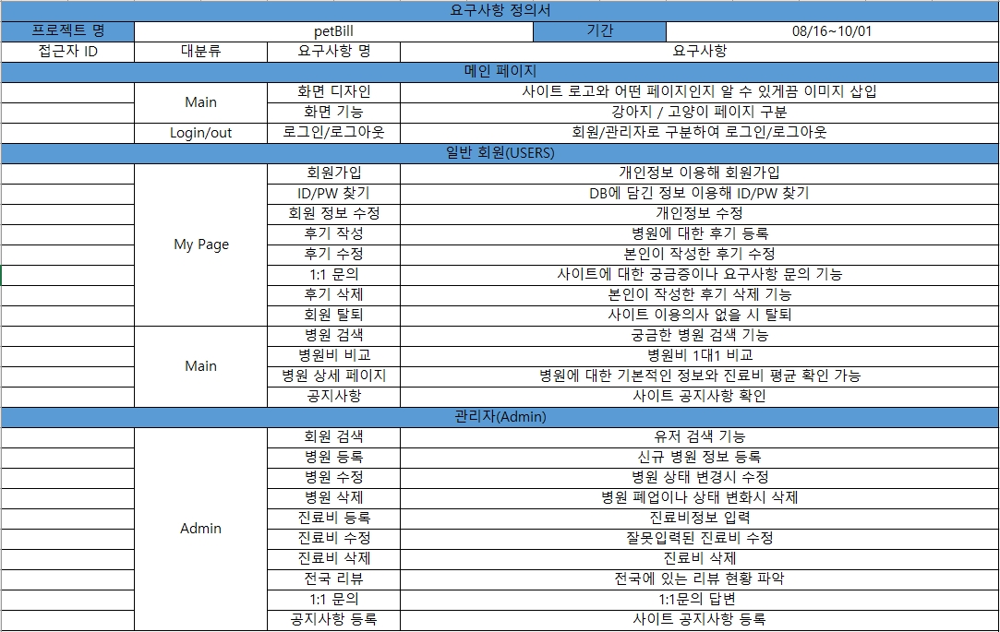 요구사항 정의서
프로젝트 명 petBill 기간 08/16~10/01
접근자 ID 대분류 요구사항 명 요구사항
메인 페이지
Main 화면 디자인 사이트 로고와 어떤 페이지인지 알 수 있게끔 이미지 삽입
화면 기능 강아지 / 고양이 페이지 구분
Login/out 로그인/로그아웃 회원/관리자로 구분하여 로그인/로그아웃
일반 회원(USERS)
My Page 회원가입 개인정보 이용해 회원가입
ID/PW 찾기 DB에 담긴 정보 이용해 ID/PW 찾기
회원 정보 수정 개인정보 수정
후기 작성 병원에 대한 후기 등록
후기 수정 본인이 작성한 후기 수정
1:1 문의 사이트에 대한 궁금증이나 요구사항 문의 기능
후기 삭제 본인이 작성한 후기 삭제 기능
회원 탈퇴 사이트 이용의사 없을 시 탈퇴
Main 병원 검색 궁금한 병원 검색 기능
병원비 비교 병원비 1대1 비교
병원 상세 페이지 병원에 대한 기본적인 정보와 진료비 평균 확인 가능
공지사항 사이트 공지사항 확인
관리자(Admin)
Admin 회원 검색 유저 검색 기능
병원 등록 신규 병원 정보 등록
병원 수정 병원 상태 변경시 수정
병원 삭제 병원 폐업이나 상태 변화시 삭제
진료비 등록 진료비정보 입력
진료비 수정 잘못입력된 진료비 수정
진료비 삭제 진료비 삭제
전국 리뷰 전국에 있는 리뷰 현황 파악
1:1 문의 1:1문의 답변
공지사항 등록 사이트 공지사항 등록